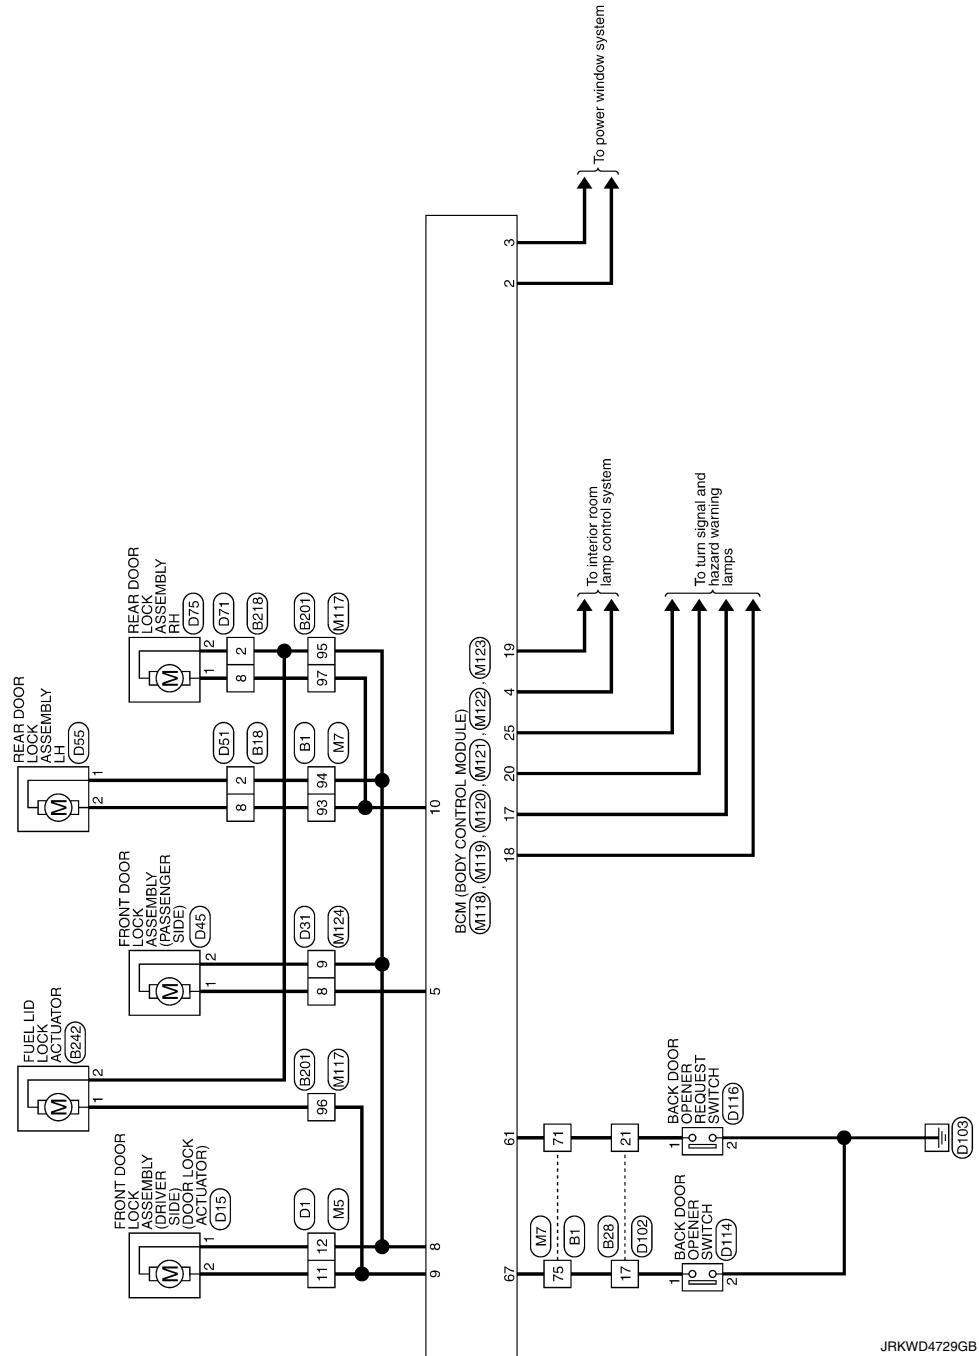 To power window system
3
2
REAR DOOR
LOCK
ASSEMBLY
RH
D75
M
2
1
D71
B218
2
8
B201
M117
95
97
REAR DOOR
LOCK
ASSEMBLY
LH
D55
M
1
2
D51
B18
2
8
B1
M7
94
93
10
FRONT DOOR
LOCK
ASSEMBLY
(PASSENGER
SIDE)
D45
M
2
1
D31
M124
9
8
5
FUEL LID
LOCK
ACTUATOR
B242
M
2
1
B201
M117
96
FRONT DOOR
LOCK
ASSEMBLY
(DRIVER
SIDE)
(DOOR LOCK
ACTUATOR)
D15
M
1
2
D1
M5
12
11
8
9
BCM (BODY CONTROL MODULE)
M118 , M119 , M120 , M121 , M122 , M123
To interior room
lamp control system
19
4
To turn signal and
hazard warning
lamps
25
20
17
18
61
71
21
BACK DOOR
OPENER
REQUEST
SWITCH
D116
1
2
67
M7
B1
75
B28
D102
17
BACK DOOR
OPENER
SWITCH
D114
1
2
D103
JRKWD4729GB